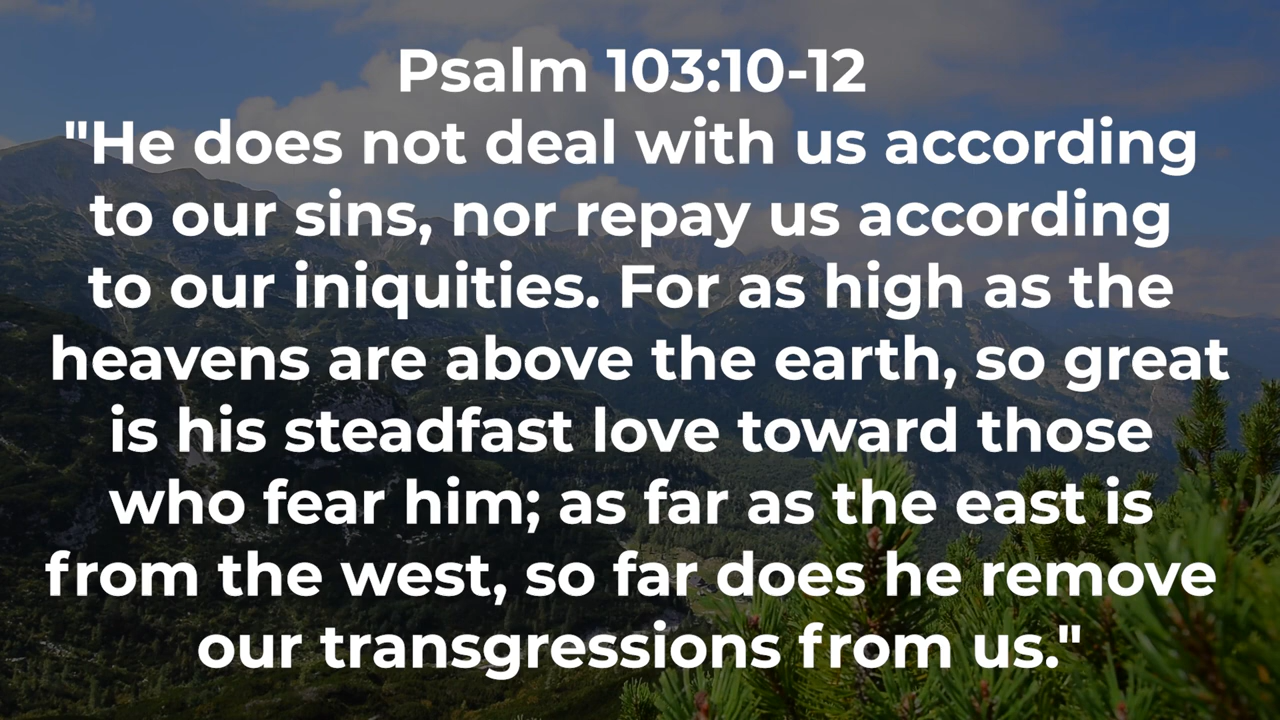 Psalm 103:10-12
"He does not deal with us according
to our sins, nor repay us according
to our iniquities. For as high as the
heavens are above the earth, so great
is his steadfast love toward those
who fear him; as far as the east is
from the west, so far does he remove
our transgressions from us."